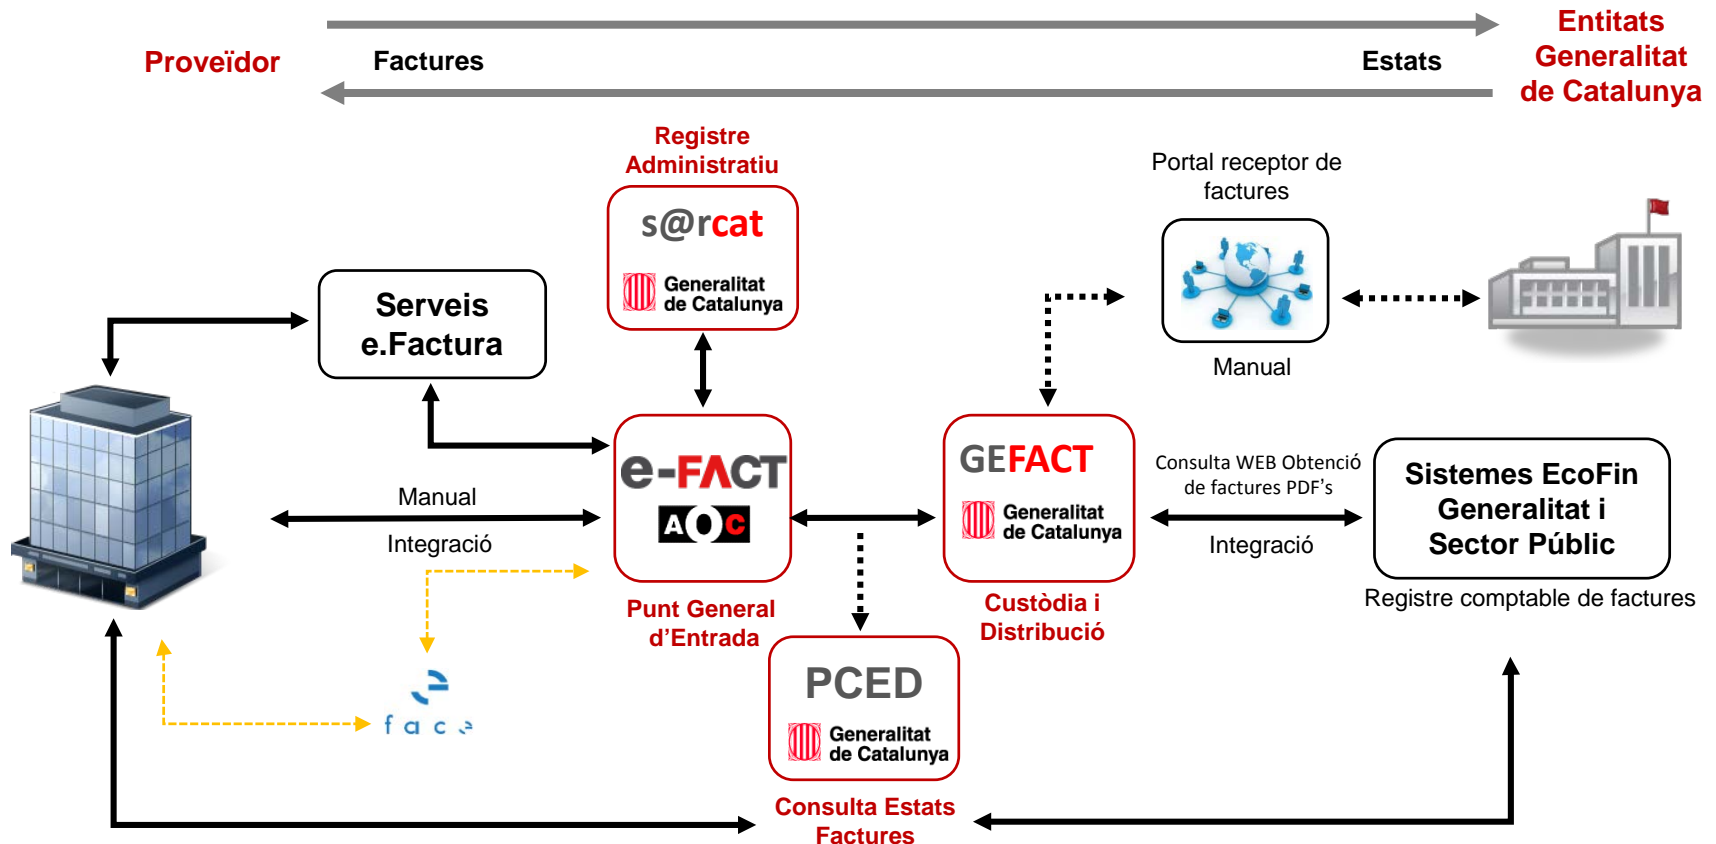 Proveïdor
Factures
Estats
Entitats
Generalitat
de Catalunya
Registre
Administratiu
s@rcat
Generalitat
de Catalunya
Portal receptor de
factures
Manual
Serveis
e.Factura
Manual
Integració
e-FACT
AOC
Punt General
d’Entrada
GEFACT
Generalitat
de Catalunya
Custòdia i
Distribució
Consulta WEB Obtenció
de factures PDF’s
Integració
Sistemes EcoFin
Generalitat i
Sector Públic
Registre comptable de factures
face
PCED
Generalitat
de Catalunya
Consulta Estats
Factures